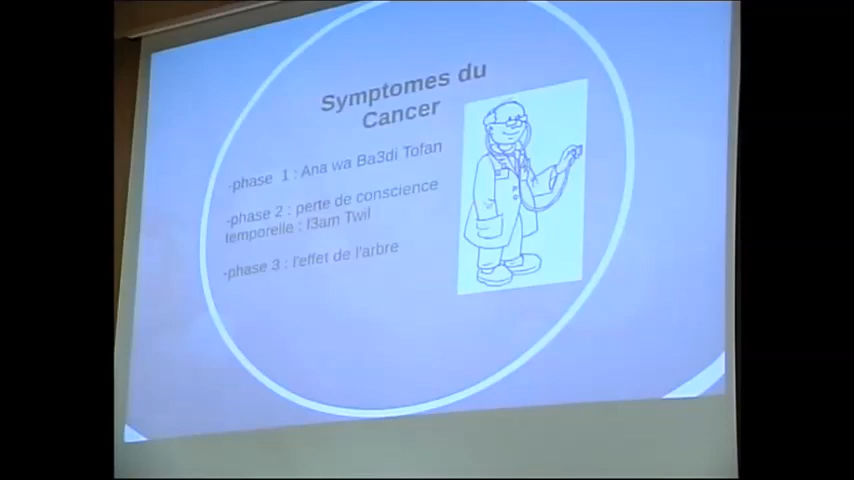 Symptomes du
Cancer
-phase 1 : Ana wa Ba3di Tofan
-phase 2 : perte de conscience
temporelle : l3am Twil
-phase 3 : l'effet de l'arbre